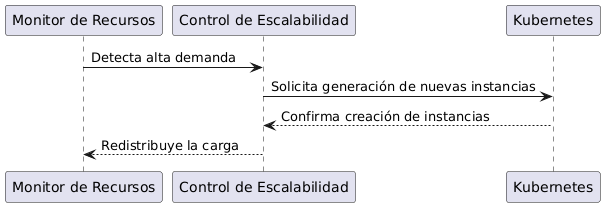 Monitor de Recursos
Control de Escalabilidad
Kubernetes
Detecta alta demanda
Solicita generación de nuevas instancias
Confirma creación de instancias
Redistribuye la carga
Monitor de Recursos
Control de Escalabilidad
Kubernetes